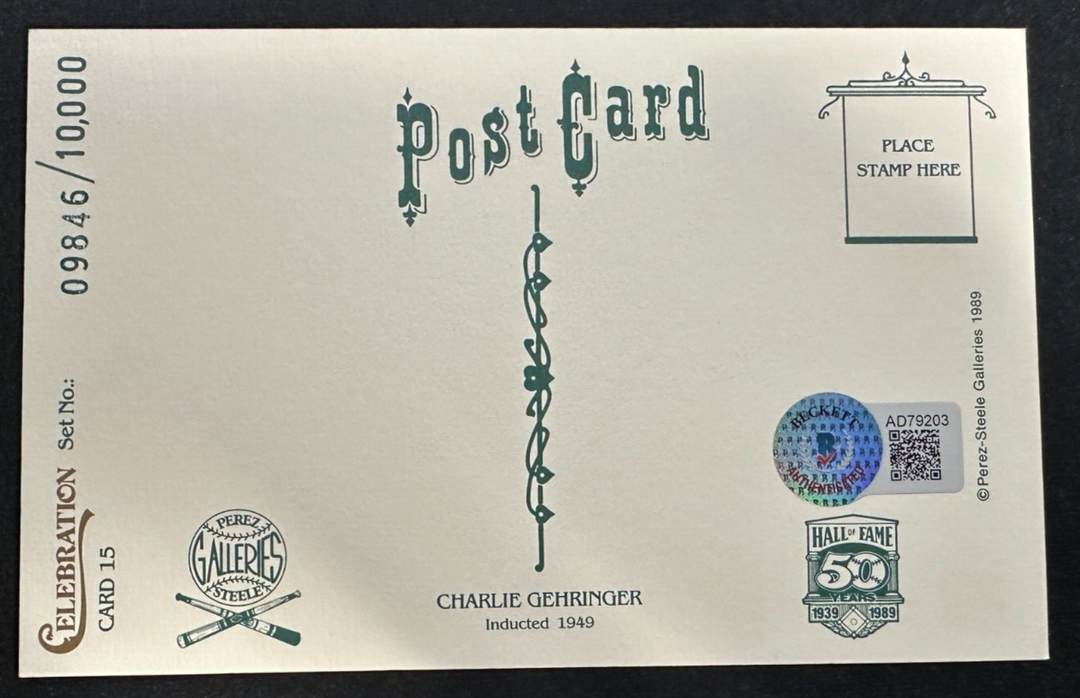 09846/10,000
Set No.:
CELEBRATION
CARD 15
Post Card
PLACE
STAMP HERE
©Perez-Steele Galleries 1989
BECKETT
B
AUTHENTICATED
AD79203
PEREZ
GALLERIES
STEELE
CHARLIE GEHRINGER
Inducted 1949
HALL OF FAME
50
YEARS
1939 1989